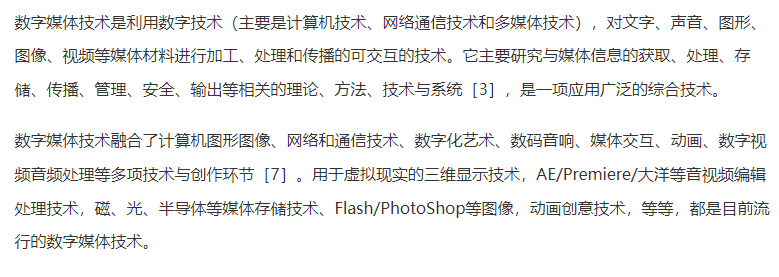 数字媒体技术是利用数字技术（主要是计算机技术、网络通信技术和多媒体技术），对文字、声音、图形、
图像、视频等媒体材料进行加工、处理和传播的可交互的技术。它主要研究与媒体信息的获取、处理、存
储、传播、管理、安全、输出等相关的理论、方法、技术与系统［3］，是一项应用广泛的综合技术。
数字媒体技术融合了计算机图形图像、网络和通信技术、数字化艺术、数码音响、媒体交互、动画、数字视
频音频处理等多项技术与创作环节［7］。用于虚拟现实的三维显示技术，AE/Premiere/大洋等音视频编辑
处理技术，磁、光、半导体等媒体存储技术、Flash/PhotoShop等图像，动画创意技术，等等，都是目前流
行的数字媒体技术。